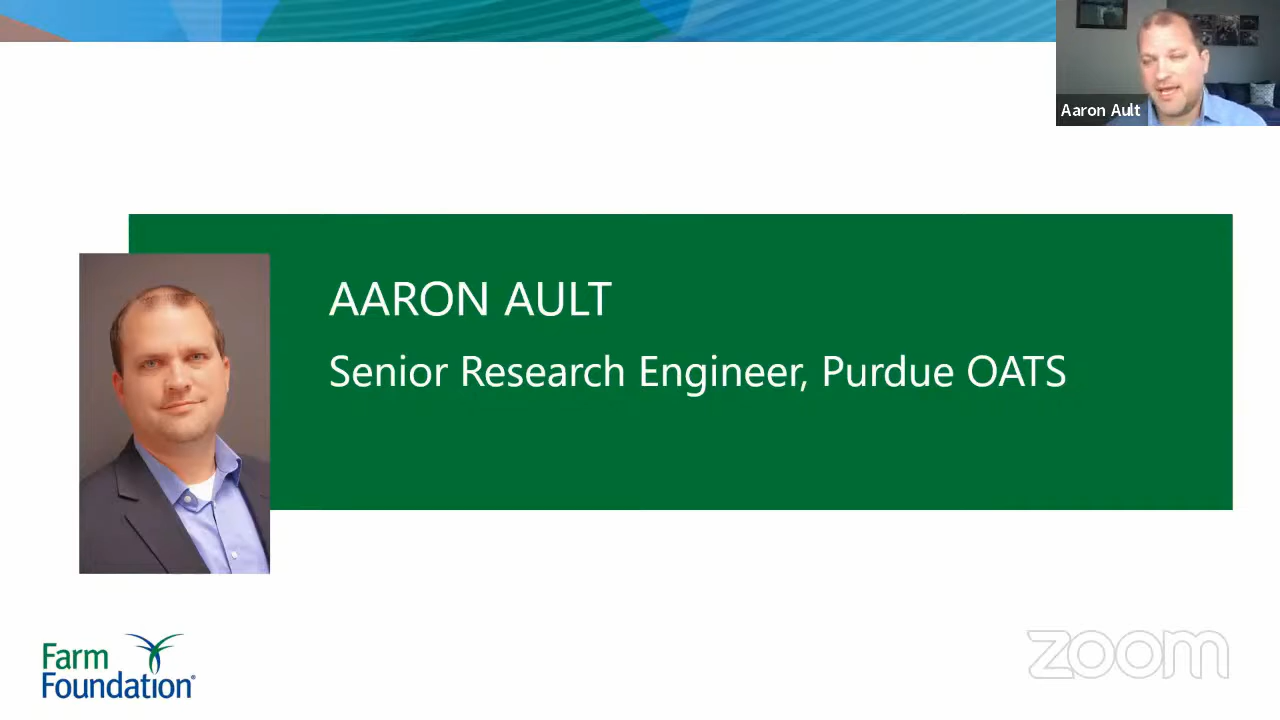 Aaron Ault
AARON AULT
Senior Research Engineer, Purdue OATS
Farm
Foundation®
zoom